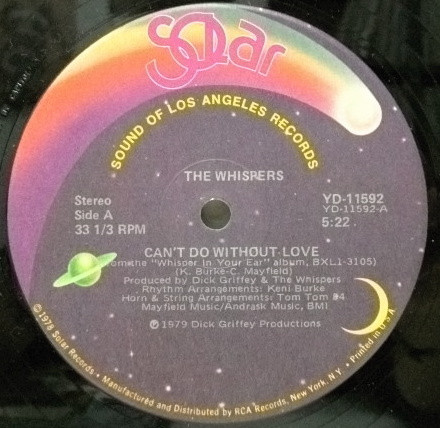 Solar
SOUND OF LOS ANGELES RECORDS
THE WHISPERS
Stereo
Side A
33 1/3 RPM
YD-11592
YD-11592-A
5:22
CAN'T DO WITHOUT LOVE
"Whisper In Your Ear" album, BXL1-3105)
(K. Burke-C. Mayfield)
Produced by Dick Griffey & The Whispers
Rhythm Arrangements: Keni Burke
Horn & String Arrangements: Tom Tom 84
Mayfield Music/Andrask Music, BMI
℗ 1979 Dick Griffey Productions
© 1978 Solar Records • Manufactured and Distributed by RCA Records, New York, N.Y. • Printed in U.S.A.